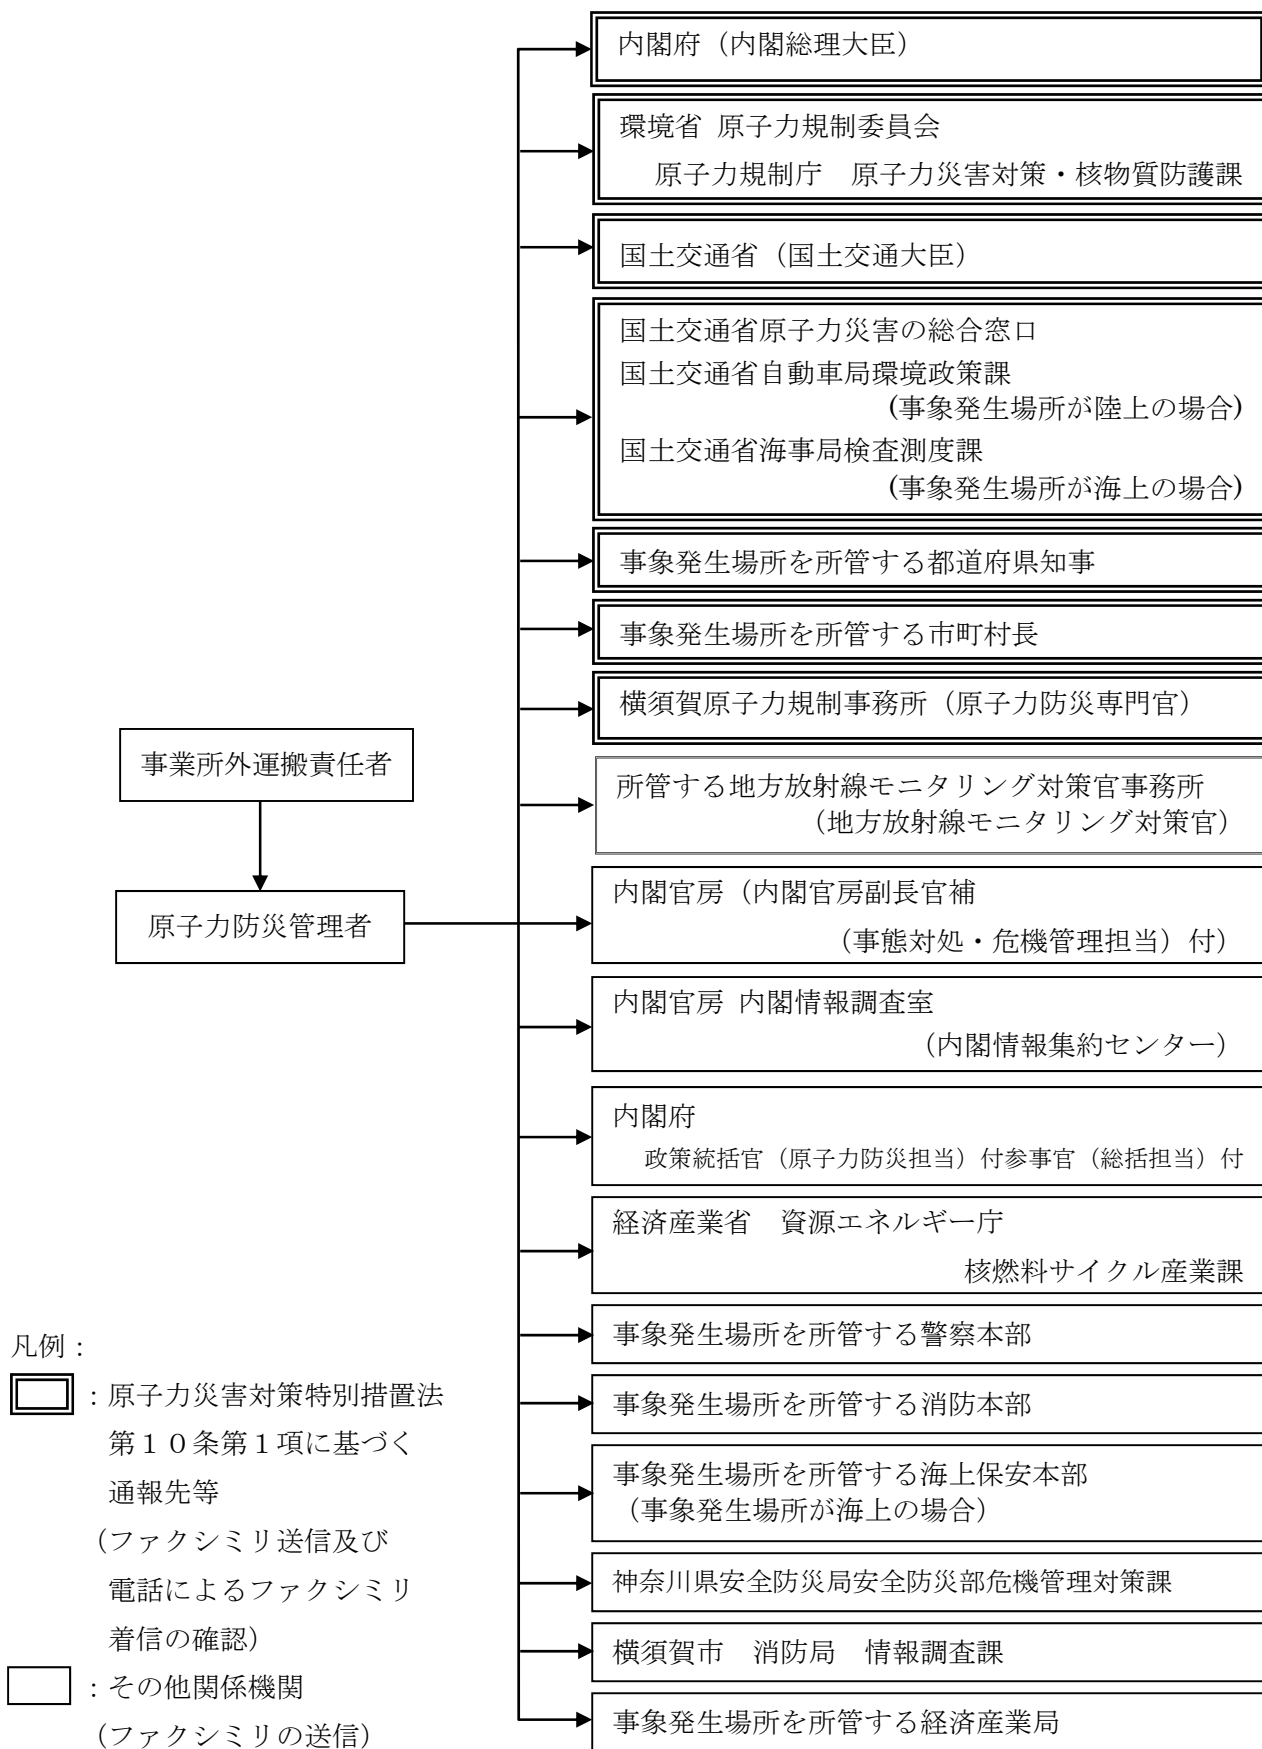 内閣府（内閣総理大臣）
環境省 原子力規制委員会
原子力規制庁　原子力災害対策・核物質防護課
国土交通省（国土交通大臣）
国土交通省原子力災害の総合窓口
国土交通省自動車局環境政策課
(事象発生場所が陸上の場合)
国土交通省海事局検査測度課
(事象発生場所が海上の場合)
事象発生場所を所管する都道府県知事
事象発生場所を所管する市町村長
横須賀原子力規制事務所（原子力防災専門官）
事業所外運搬責任者
所管する地方放射線モニタリング対策官事務所
（地方放射線モニタリング対策官）
原子力防災管理者
内閣官房（内閣官房副長官補
（事態対処・危機管理担当）付）
内閣官房 内閣情報調査室
（内閣情報集約センター）
内閣府
政策統括官（原子力防災担当）付参事官（総括担当）付
経済産業省　資源エネルギー庁
核燃料サイクル産業課
事象発生場所を所管する警察本部
事象発生場所を所管する消防本部
事象発生場所を所管する海上保安本部
（事象発生場所が海上の場合）
神奈川県安全防災局安全防災部危機管理対策課
横須賀市　消防局　情報調査課
事象発生場所を所管する経済産業局
凡例：
：原子力災害対策特別措置法
第１０条第１項に基づく
通報先等
（ファクシミリ送信及び
電話によるファクシミリ
着信の確認）
：その他関係機関
（ファクシミリの送信）